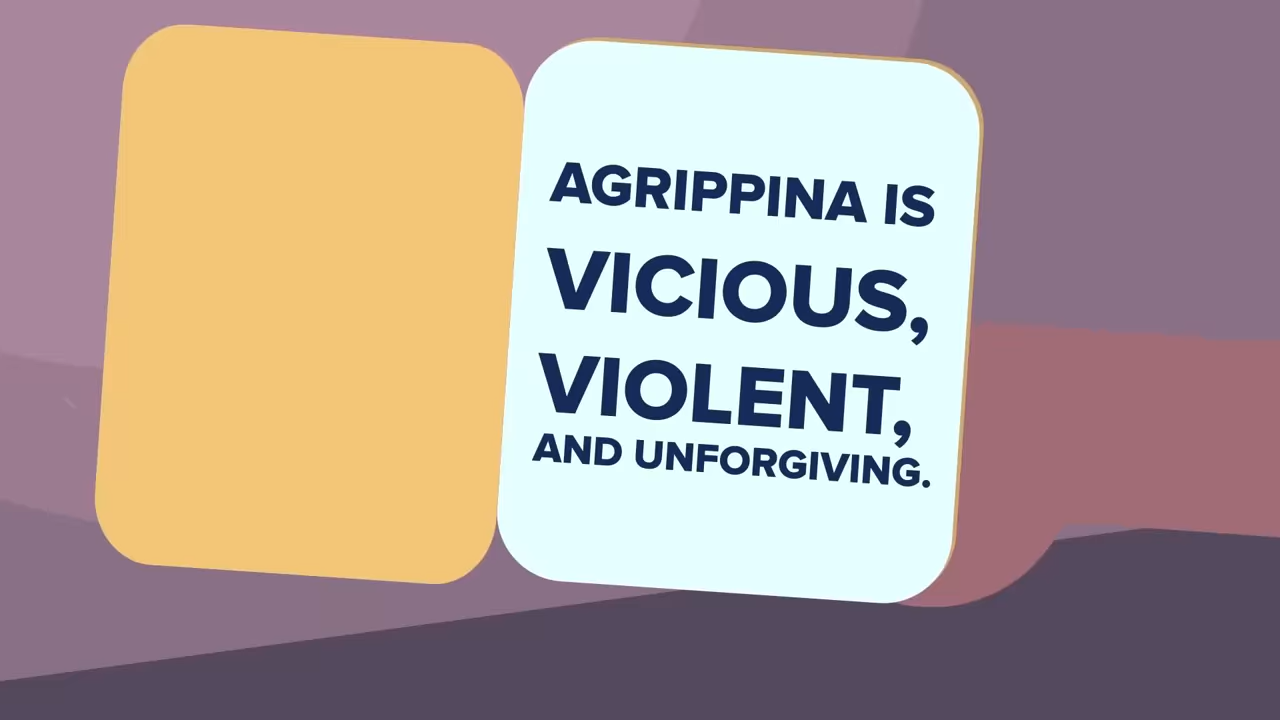 AGRIPPINA IS
VICIOUS,
VIOLENT,
AND UNFORGIVING.